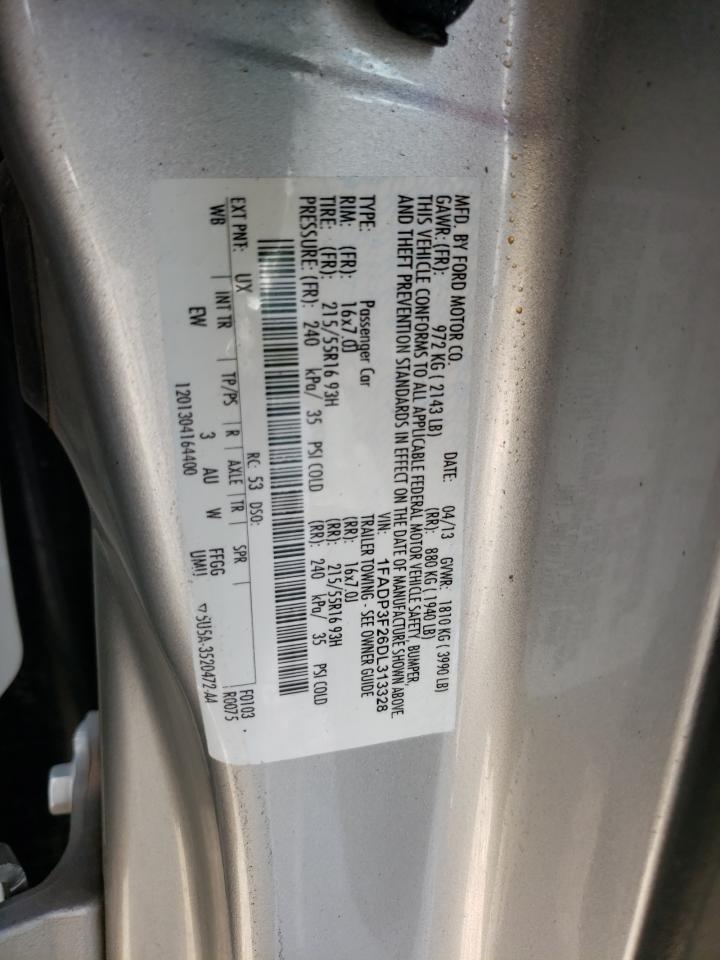 MFD. BY FORD MOTOR CO.
DATE: 04/13 GVWR: 1810 KG ( 3990 LB)
GAWR: (FR): 972 KG ( 2143 LB) (RR): 880 KG ( 1940 LB)
THIS VEHICLE CONFORMS TO ALL APPLICABLE FEDERAL MOTOR VEHICLE SAFETY, BUMPER,
AND THEFT PREVENTION STANDARDS IN EFFECT ON THE DATE OF MANUFACTURE SHOWN ABOVE.
VIN: 1FADP3F26DL313328
TYPE: Passenger Car TRAILER TOWING - SEE OWNER GUIDE
RIM: (FR): 16x7.0J (RR): 16x7.0J
TIRE: (FR): 215/55R16 93H (RR): 215/55R16 93H
PRESSURE: (FR): 240 kPa/ 35 PSI COLD (RR): 240 kPa/ 35 PSI COLD
EXT PNT: UX RC: 53 DSO: F0103
WB INT TR TP/PS R AXLE TR SPR R0075
EW 3 AU W FFGG
UMIJ
1201304164400 5U5A-3520472-AA